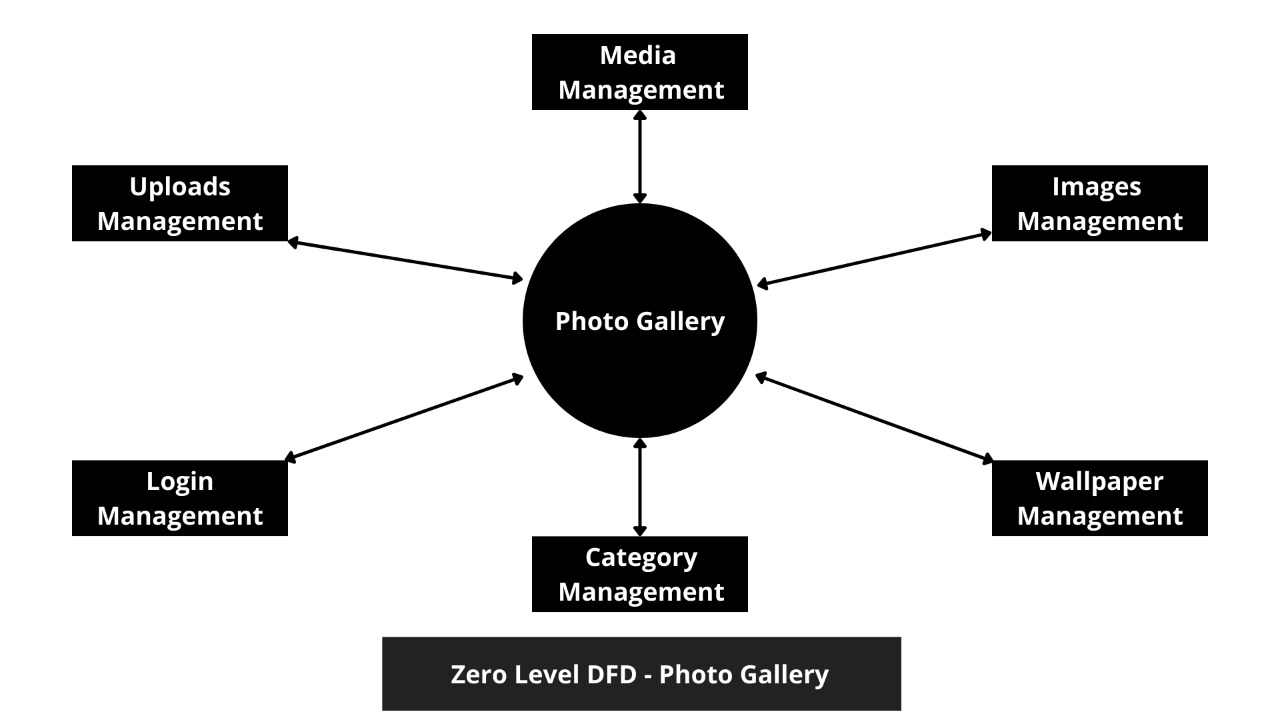 Media
Management
Uploads
Management
Images
Management
Photo Gallery
Login
Management
Wallpaper
Management
Category
Management
Zero Level DFD - Photo Gallery